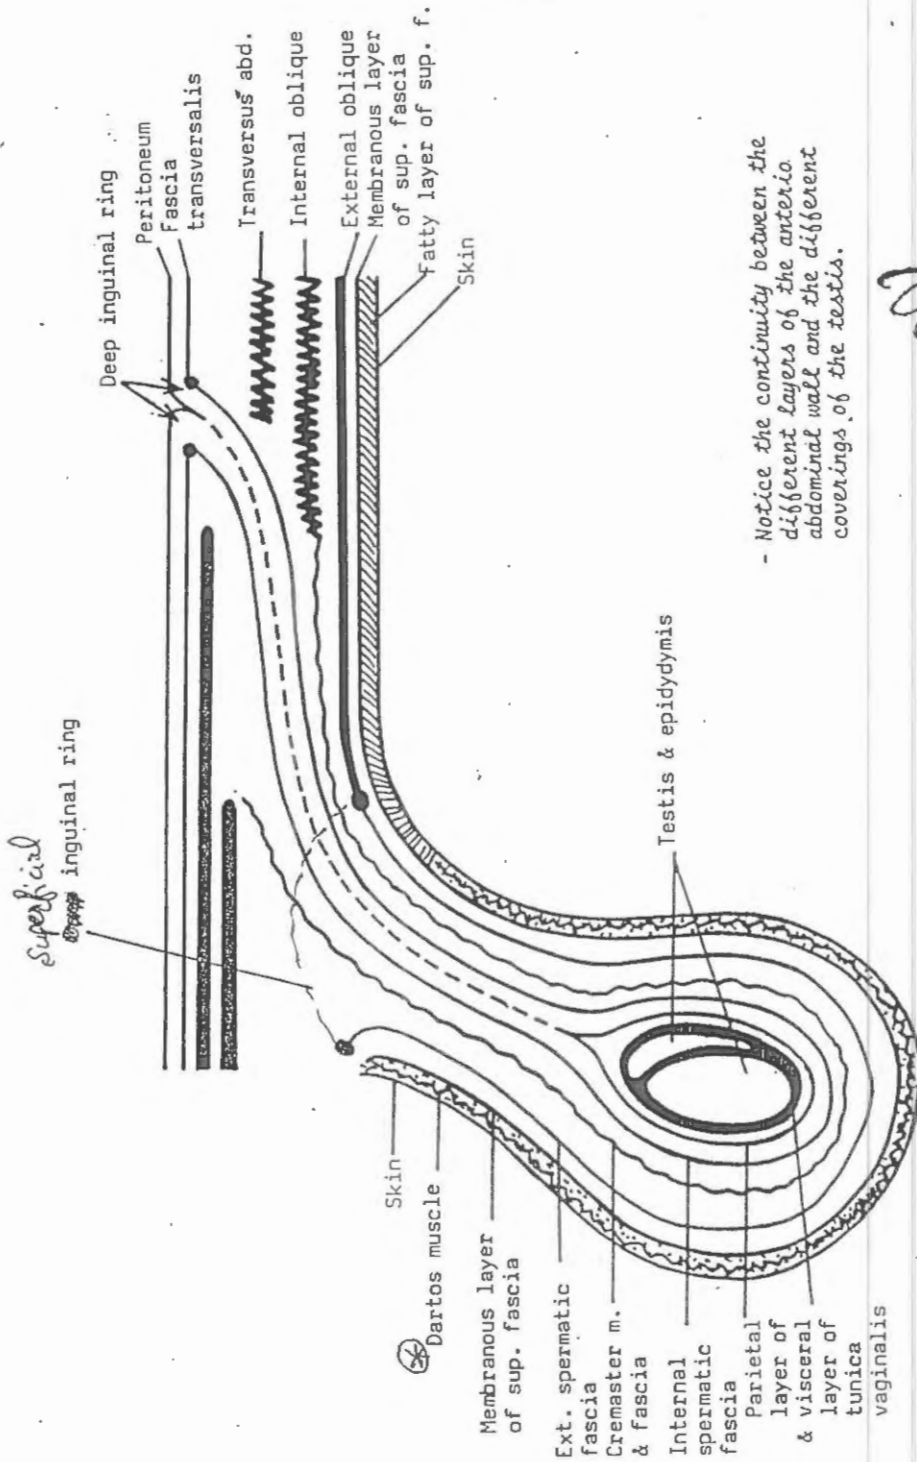 Superficial
inguinal ring
Deep inguinal ring
Peritoneum
Fascia
transversalis
Transversus abd.
Internal oblique
External oblique
Membranous layer
of sup. fascia
Fatty layer of sup. f.
Skin
Skin
Dartos muscle
Membranous layer
of sup. fascia
Ext. spermatic
fascia
Cremaster m.
& fascia
Internal
spermatic
fascia
Parietal
layer of
& visceral
layer of
tunica
vaginalis
Testis & epidydymis
- Notice the continuity between the
different layers of the anterio
abdominal wall and the different
coverings of the testis.